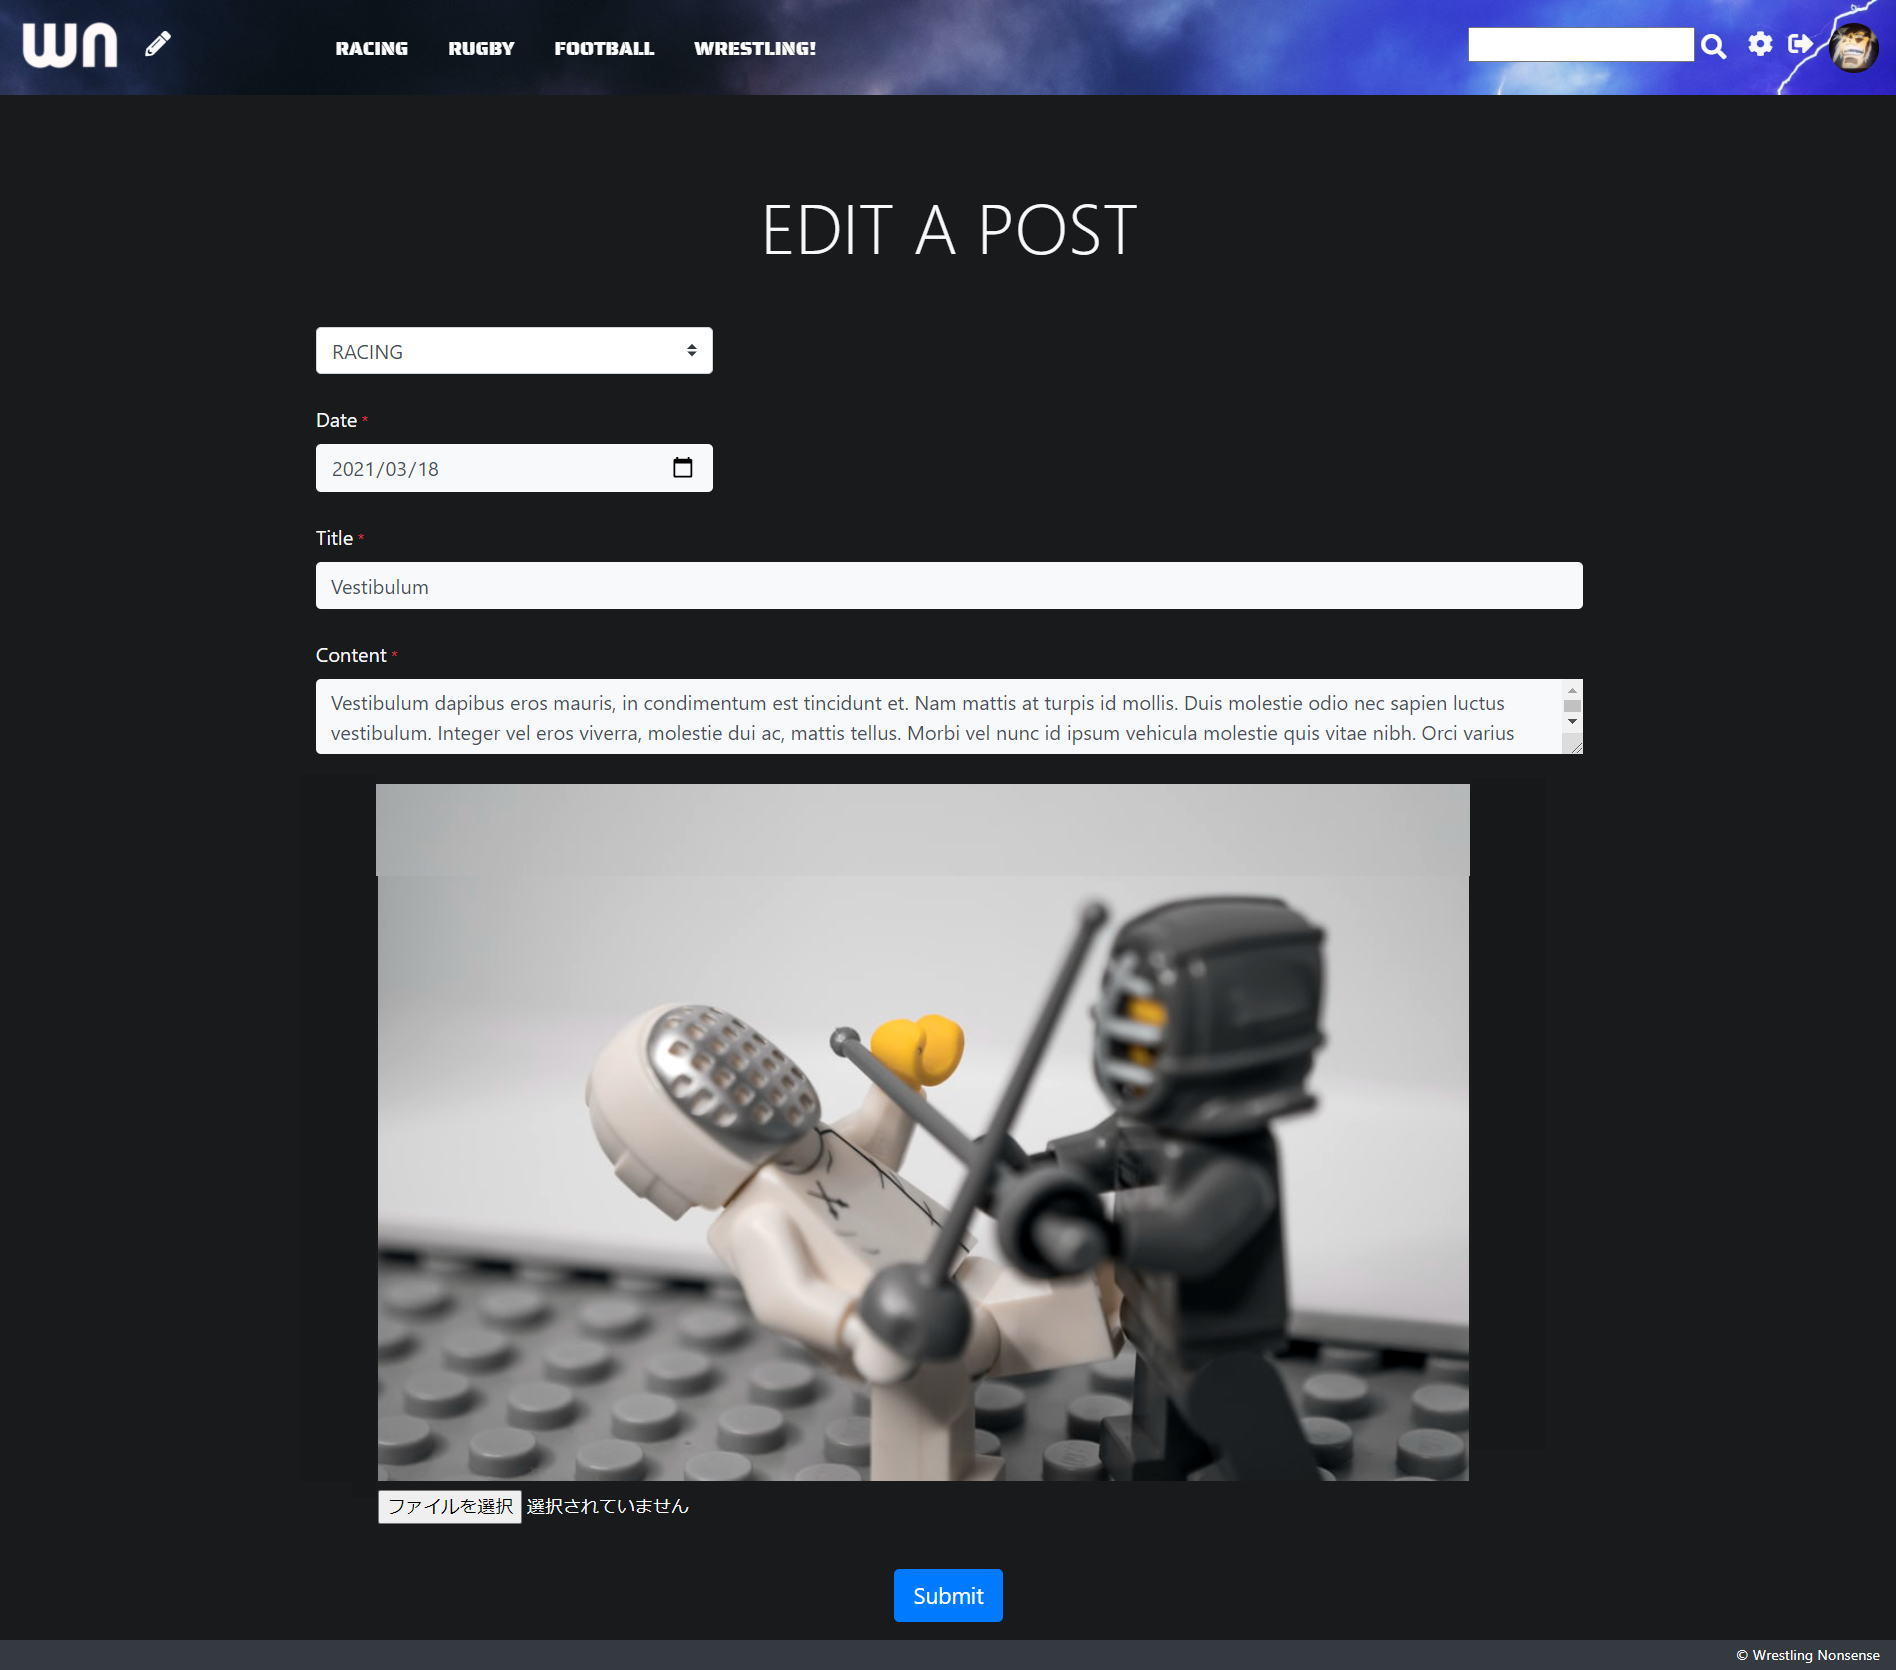 wn
RACING RUGBY FOOTBALL WRESTLING!
EDIT A POST
RACING
Date *
2021/03/18
Title *
Vestibulum
Content *
Vestibulum dapibus eros mauris, in condimentum est tincidunt et. Nam mattis at turpis id mollis. Duis molestie odio nec sapien luctus
vestibulum. Integer vel eros viverra, molestie dui ac, mattis tellus. Morbi vel nunc id ipsum vehicula molestie quis vitae nibh. Orci varius
ファイルを選択 選択されていません
Submit
© Wrestling Nonsense